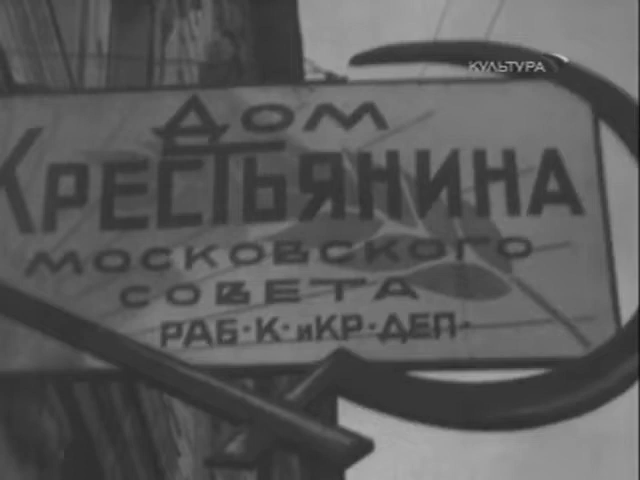 КУЛЬТУРА
ДОМ
КРЕСТЬЯНИНА
МОСКОВСКОГО
СОВЕТА
РАБ·К·иКР·ДЕП·